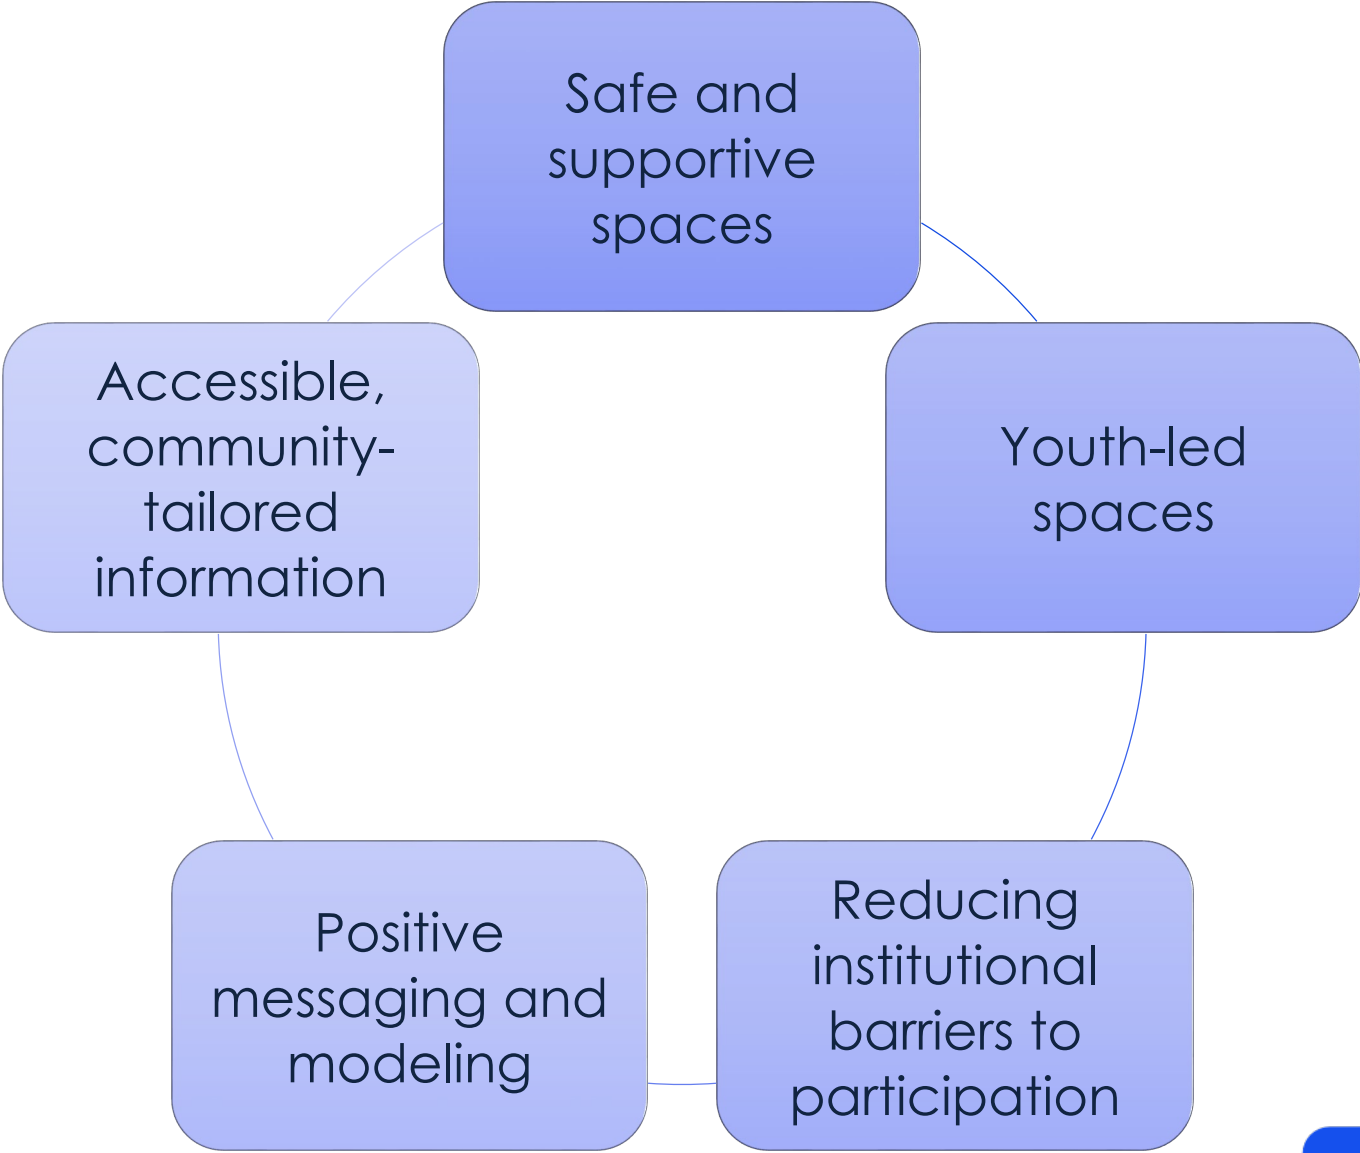 Safe and
supportive
spaces
Youth-led
spaces
Reducing
institutional
barriers to
participation
Positive
messaging and
modeling
Accessible,
community-
tailored
information